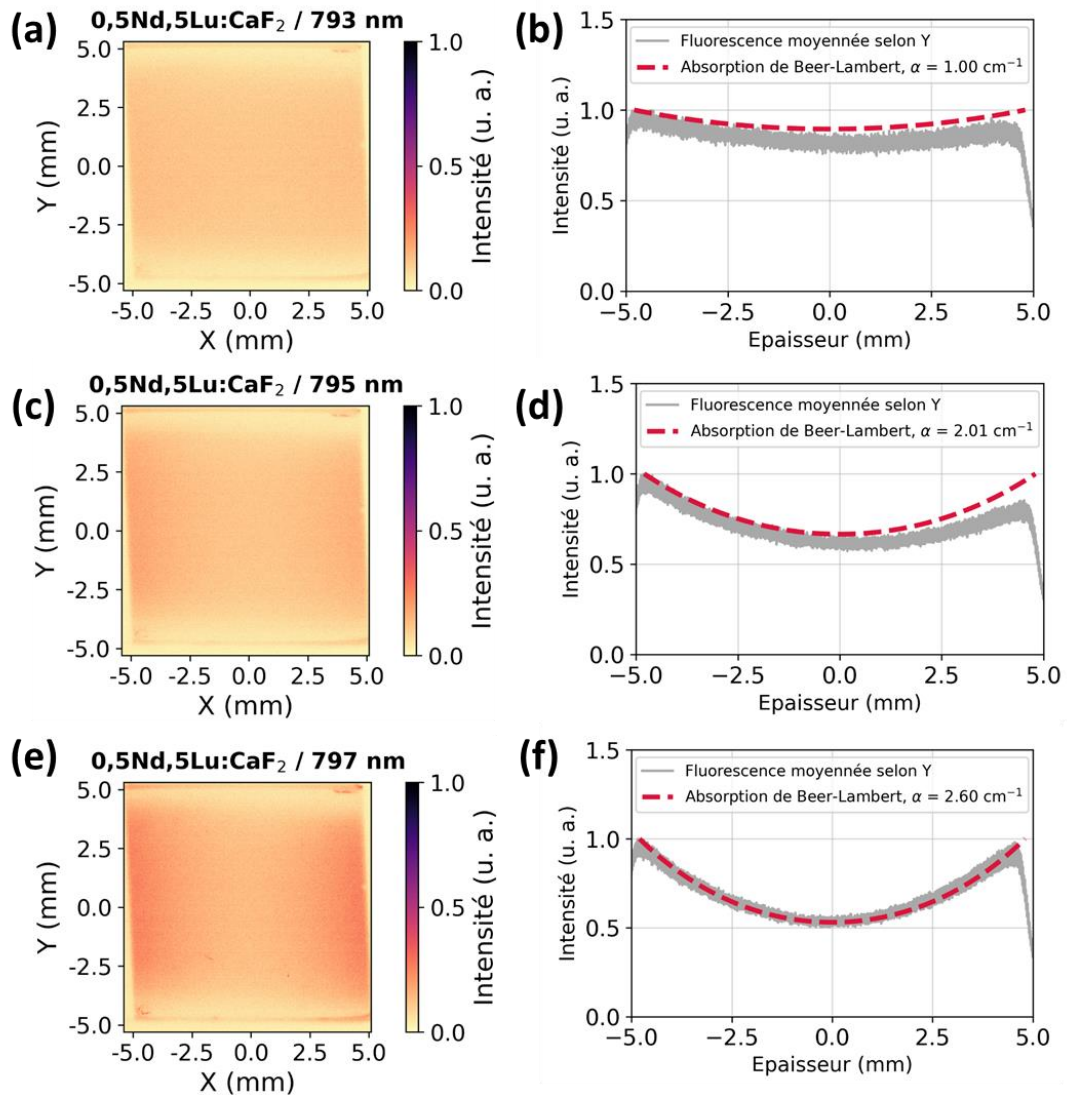 (a)
0,5Nd,5Lu:CaF₂ / 793 nm
5.0
2.5
0.0
-2.5
-5.0
Y (mm)
-5.0 -2.5 0.0 2.5 5.0
X (mm)
1.0
0.5
0.0
Intensité (u. a.)
(b)
1.5
1.0
0.5
0.0
Intensité (u. a.)
Fluorescence moyennée selon Y
Absorption de Beer-Lambert, α = 1.00 cm⁻¹
−5.0 −2.5 0.0 2.5 5.0
Epaisseur (mm)
(c)
0,5Nd,5Lu:CaF₂ / 795 nm
5.0
2.5
0.0
-2.5
-5.0
Y (mm)
-5.0 -2.5 0.0 2.5 5.0
X (mm)
1.0
0.5
0.0
Intensité (u. a.)
(d)
1.5
1.0
0.5
0.0
Intensité (u. a.)
Fluorescence moyennée selon Y
Absorption de Beer-Lambert, α = 2.01 cm⁻¹
−5.0 −2.5 0.0 2.5 5.0
Epaisseur (mm)
(e)
0,5Nd,5Lu:CaF₂ / 797 nm
5.0
2.5
0.0
-2.5
-5.0
Y (mm)
-5.0 -2.5 0.0 2.5 5.0
X (mm)
1.0
0.5
0.0
Intensité (u. a.)
(f)
1.5
1.0
0.5
0.0
Intensité (u. a.)
Fluorescence moyennée selon Y
Absorption de Beer-Lambert, α = 2.60 cm⁻¹
−5.0 −2.5 0.0 2.5 5.0
Epaisseur (mm)